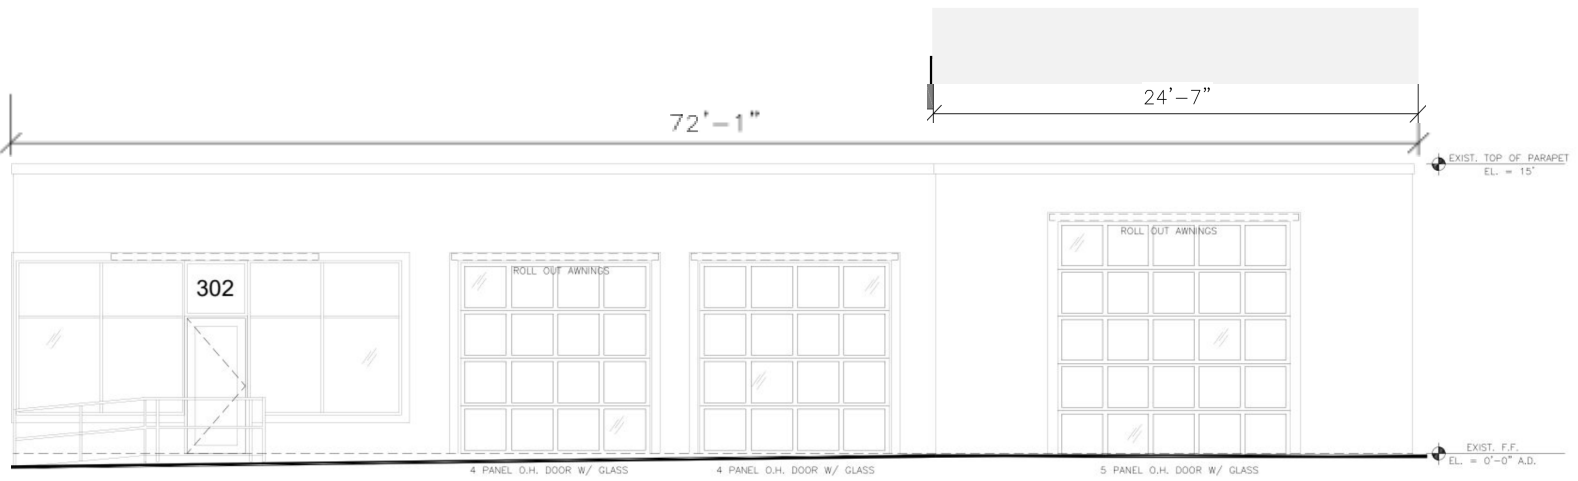 24'-7"
72'-1"
EXIST. TOP OF PARAPET
EL. = 15'
ROLL OUT AWNINGS
ROLL OUT AWNINGS
302
EXIST. F.F.
EL. = 0'-0" A.D.
4 PANEL O.H. DOOR W/ GLASS
4 PANEL O.H. DOOR W/ GLASS
5 PANEL O.H. DOOR W/ GLASS